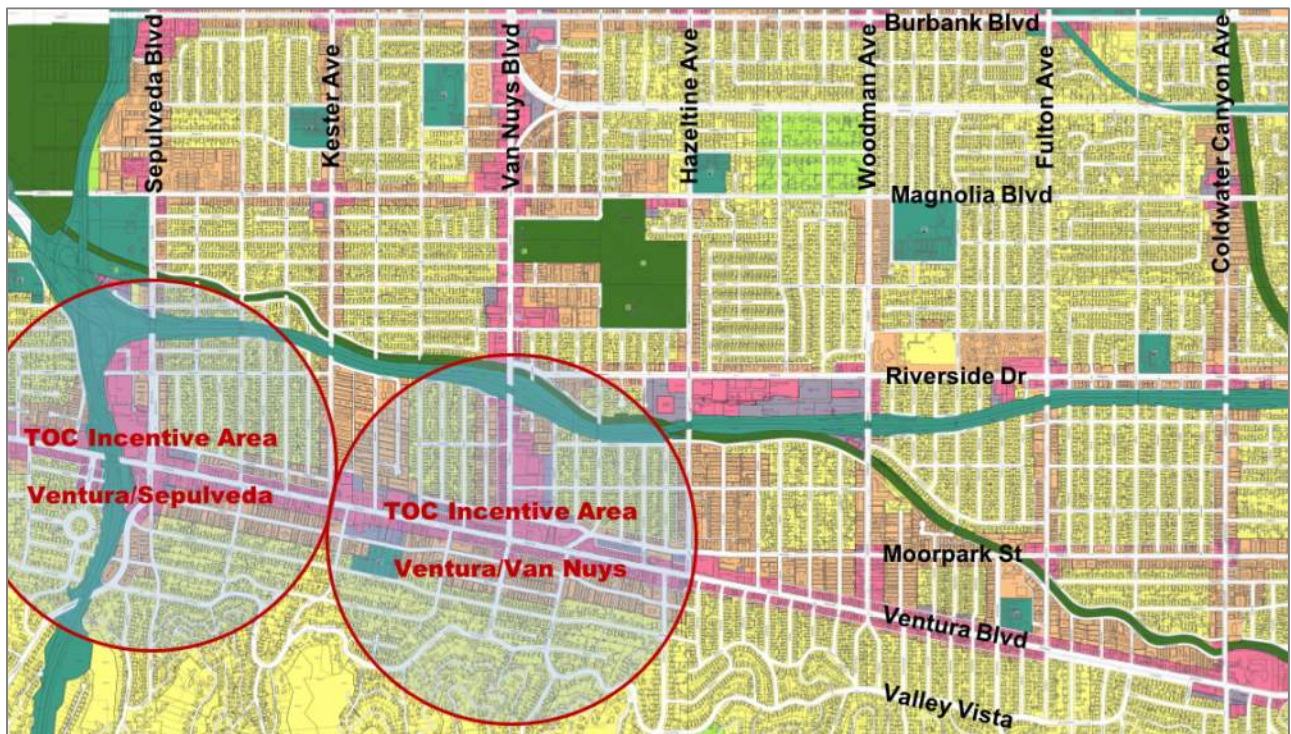 Burbank Blvd
Sepulveda Blvd
Kester Ave
Van Nuys Blvd
Hazeltine Ave
Woodman Ave
Fulton Ave
Coldwater Canyon Ave
Magnolia Blvd
Riverside Dr
TOC Incentive Area
Ventura/Sepulveda
TOC Incentive Area
Ventura/Van Nuys
Moorpark St
Ventura Blvd
Valley Vista